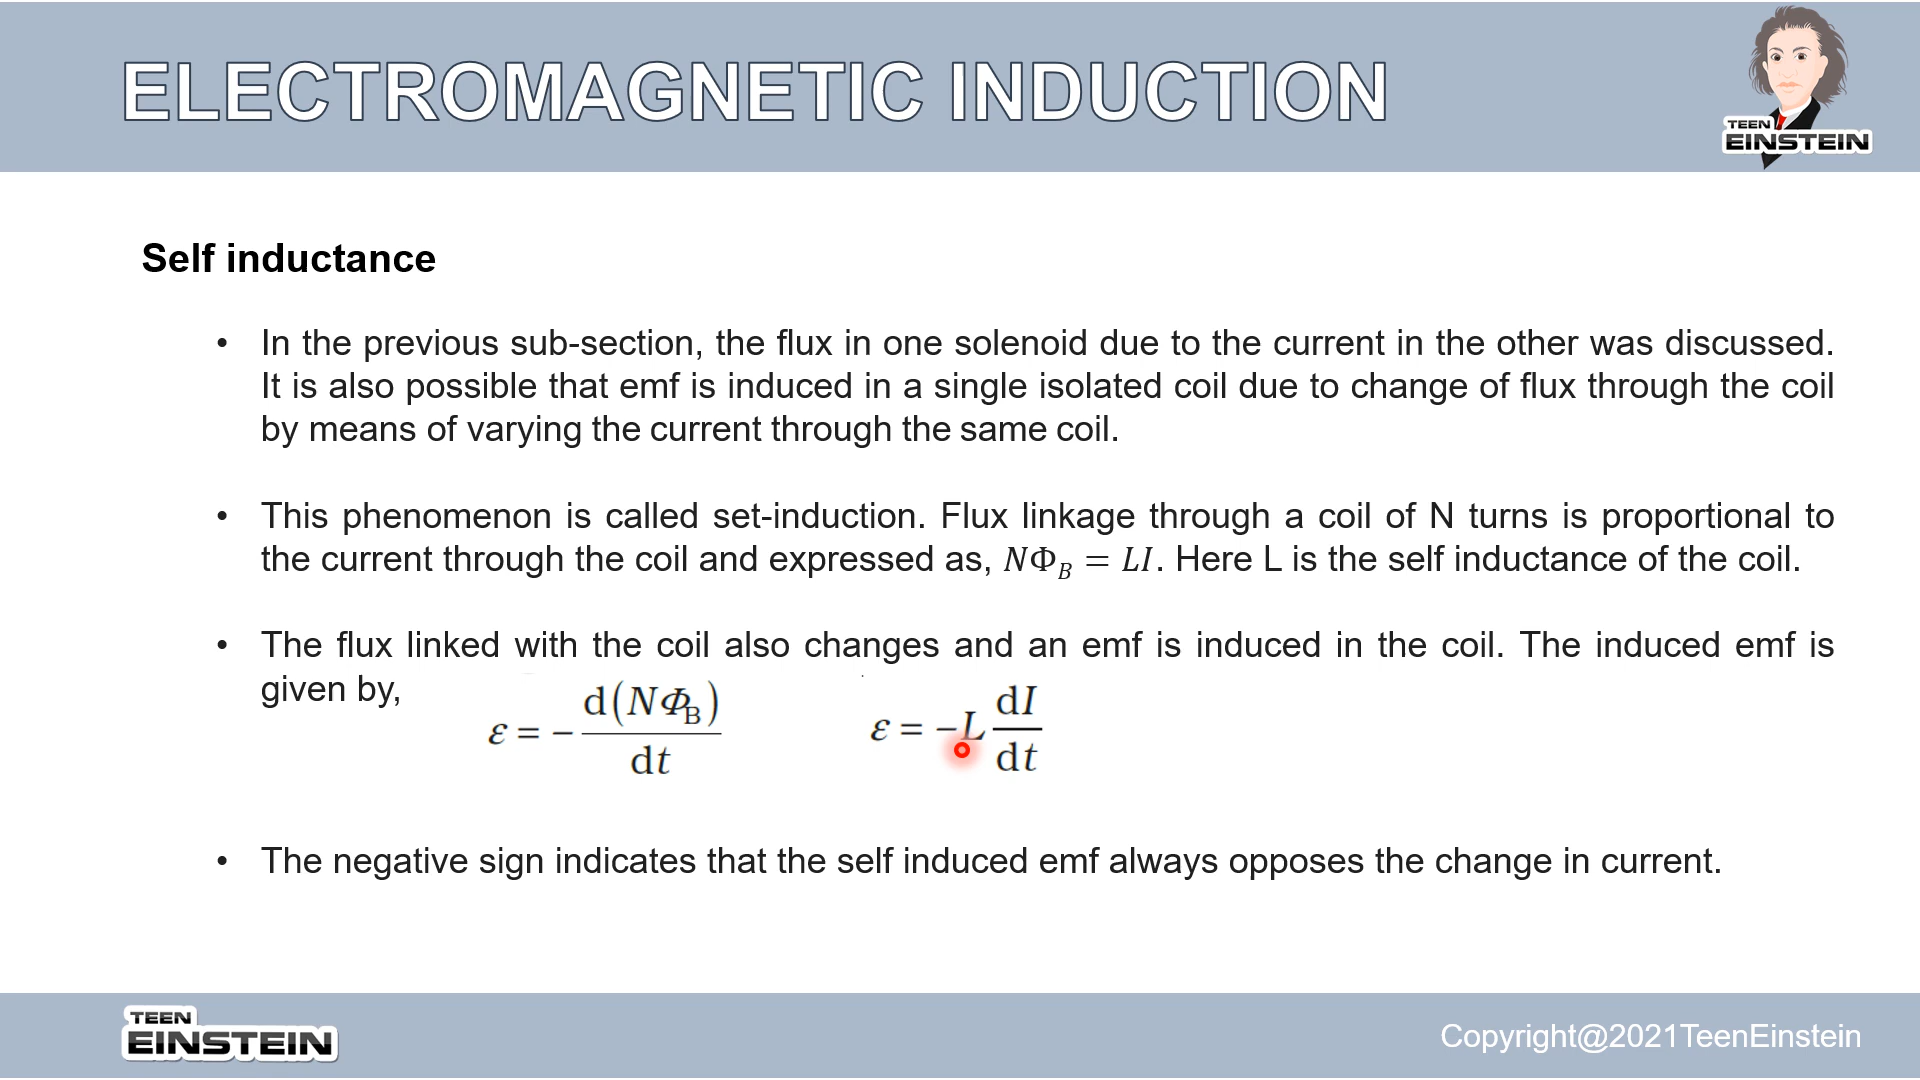 ELECTROMAGNETIC INDUCTION
TEEN
EINSTEIN
Self inductance
• In the previous sub-section, the flux in one solenoid due to the current in the other was discussed.
It is also possible that emf is induced in a single isolated coil due to change of flux through the coil
by means of varying the current through the same coil.
• This phenomenon is called set-induction. Flux linkage through a coil of N turns is proportional to
the current through the coil and expressed as, NΦ_B = LI. Here L is the self inductance of the coil.
• The flux linked with the coil also changes and an emf is induced in the coil. The induced emf is
given by,
ε = − d(NΦ_B)/dt
ε = −L dI/dt
• The negative sign indicates that the self induced emf always opposes the change in current.
TEEN
EINSTEIN
Copyright@2021TeenEinstein